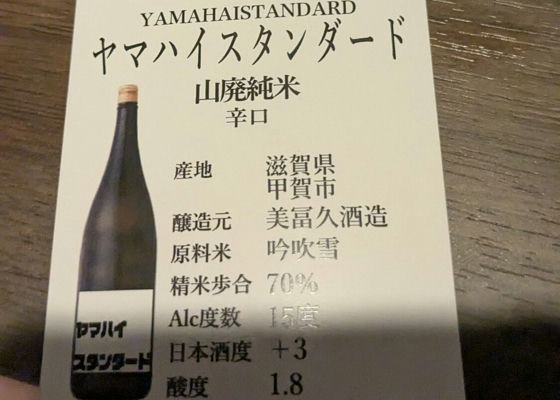 YAMAHAISTANDARD
ヤマハイスタンダード
山廃純米
辛口
産地 滋賀県
甲賀市
醸造元 美冨久酒造
原料米 吟吹雪
精米歩合 70%
Alc度数 15度
日本酒度 +3
酸度 1.8
ヤマハイ
スタンダード